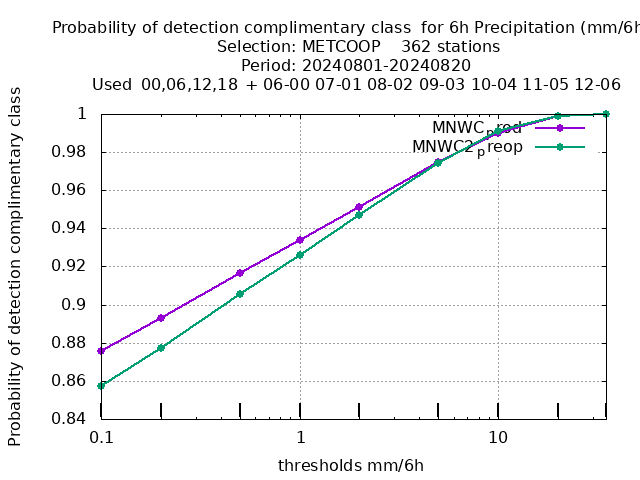 Probability of detection complimentary class for 6h Precipitation (mm/6h
Selection: METCOOP 362 stations
Period: 20240801-20240820
Used 00,06,12,18 + 06-00 07-01 08-02 09-03 10-04 11-05 12-06
Probability of detection complimentary class
1
0.98
0.96
0.94
0.92
0.9
0.88
0.86
0.84
MNWCprod
MNWC2preop
0.1
1
10
thresholds mm/6h